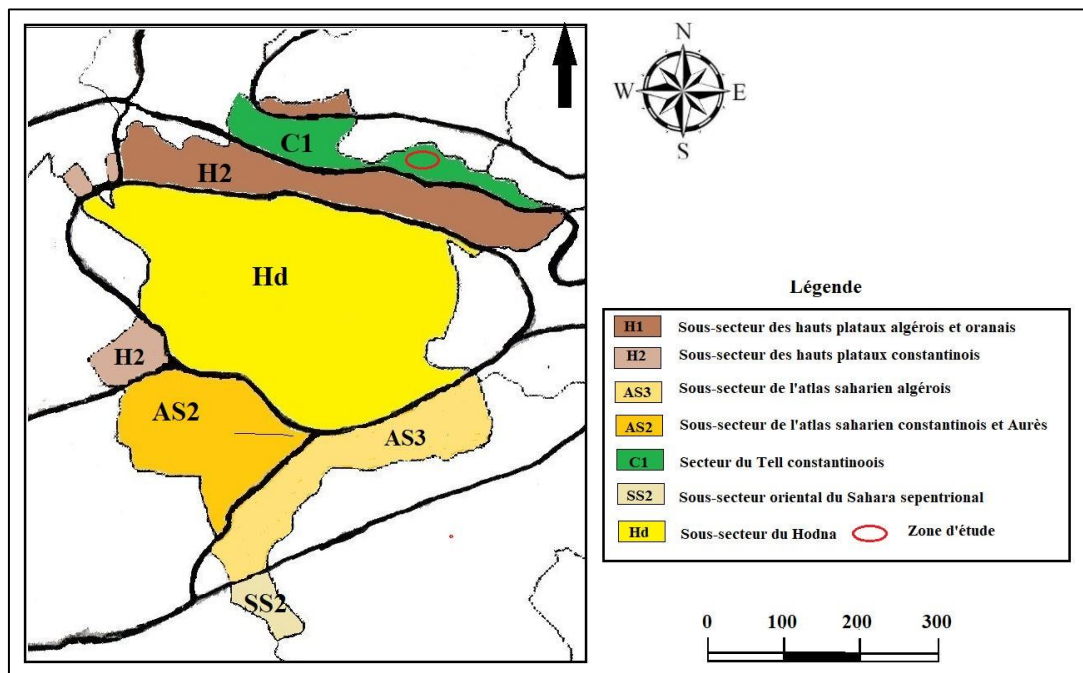 C1
H2
Hd
H2
AS2
AS3
SS2
N
W
E
S
Légende
H1 Sous-secteur des hauts plataux algérois et oranais
H2 Sous-secteur des hauts plataux constantinois
AS3 Sous-secteur de l'atlas saharien algérois
AS2 Sous-secteur de l'atlas saharien constantinois et Aurès
C1 Secteur du Tell constantinoois
SS2 Sous-secteur oriental du Sahara sepentrional
Hd Sous-secteur du Hodna Zone d'étude
0 100 200 300